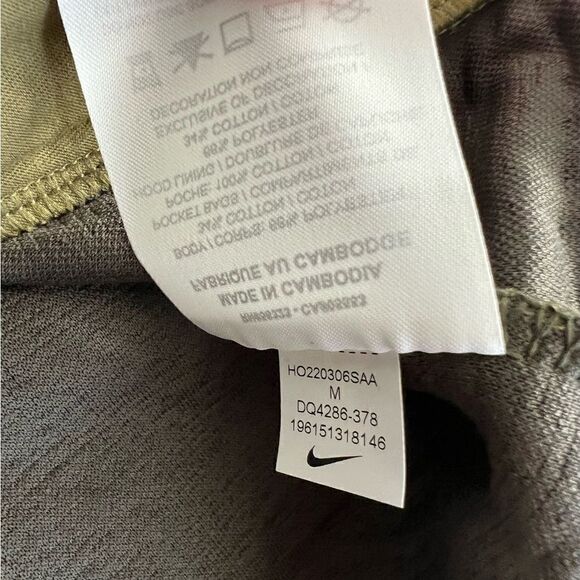 MADE IN CAMBODIA
FABRIQUE AU CAMBODGE
BODY / CORPS: 66% POLYESTER
34% COTTON / COTON
POCKET BAGS / COMPARTIMENTS DE
POCHE: 100% COTTON / COTON
HOOD LINING / DOUBLURE DE CAPUCHE:
66% POLYESTER
34% COTTON / COTON
EXCLUSIVE OF DECORATION /
DECORATION NON COMPRISE
HO220306SAA
M
DQ4286-378
196151318146